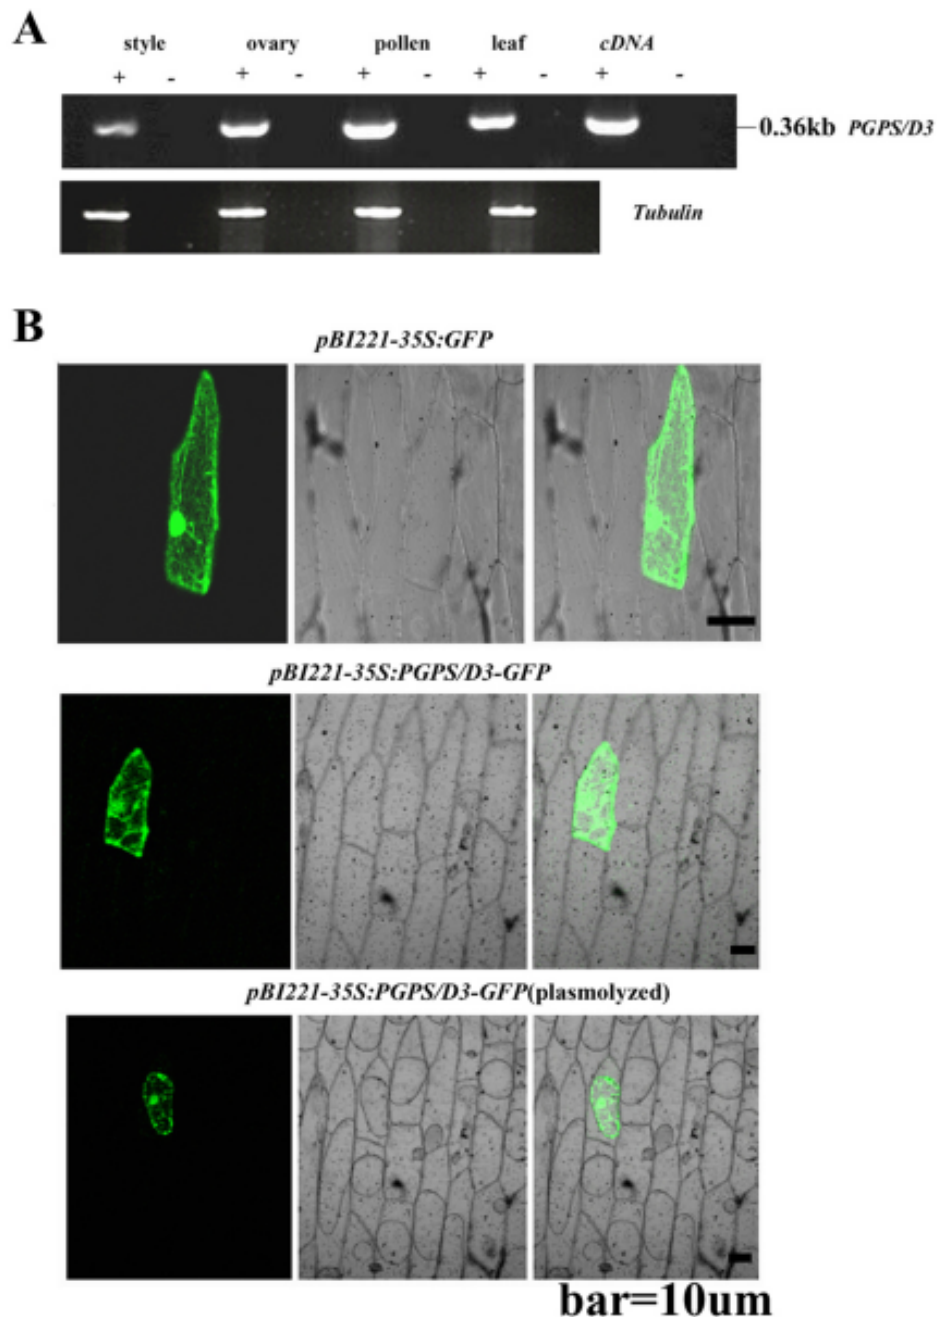 A
style ovary pollen leaf cDNA
+ - + - + - + - + -
0.36kb PGPS/D3
Tubulin
B
pBI221-35S:GFP
pBI221-35S:PGPS/D3-GFP
pBI221-35S:PGPS/D3-GFP(plasmolyzed)
bar=10um